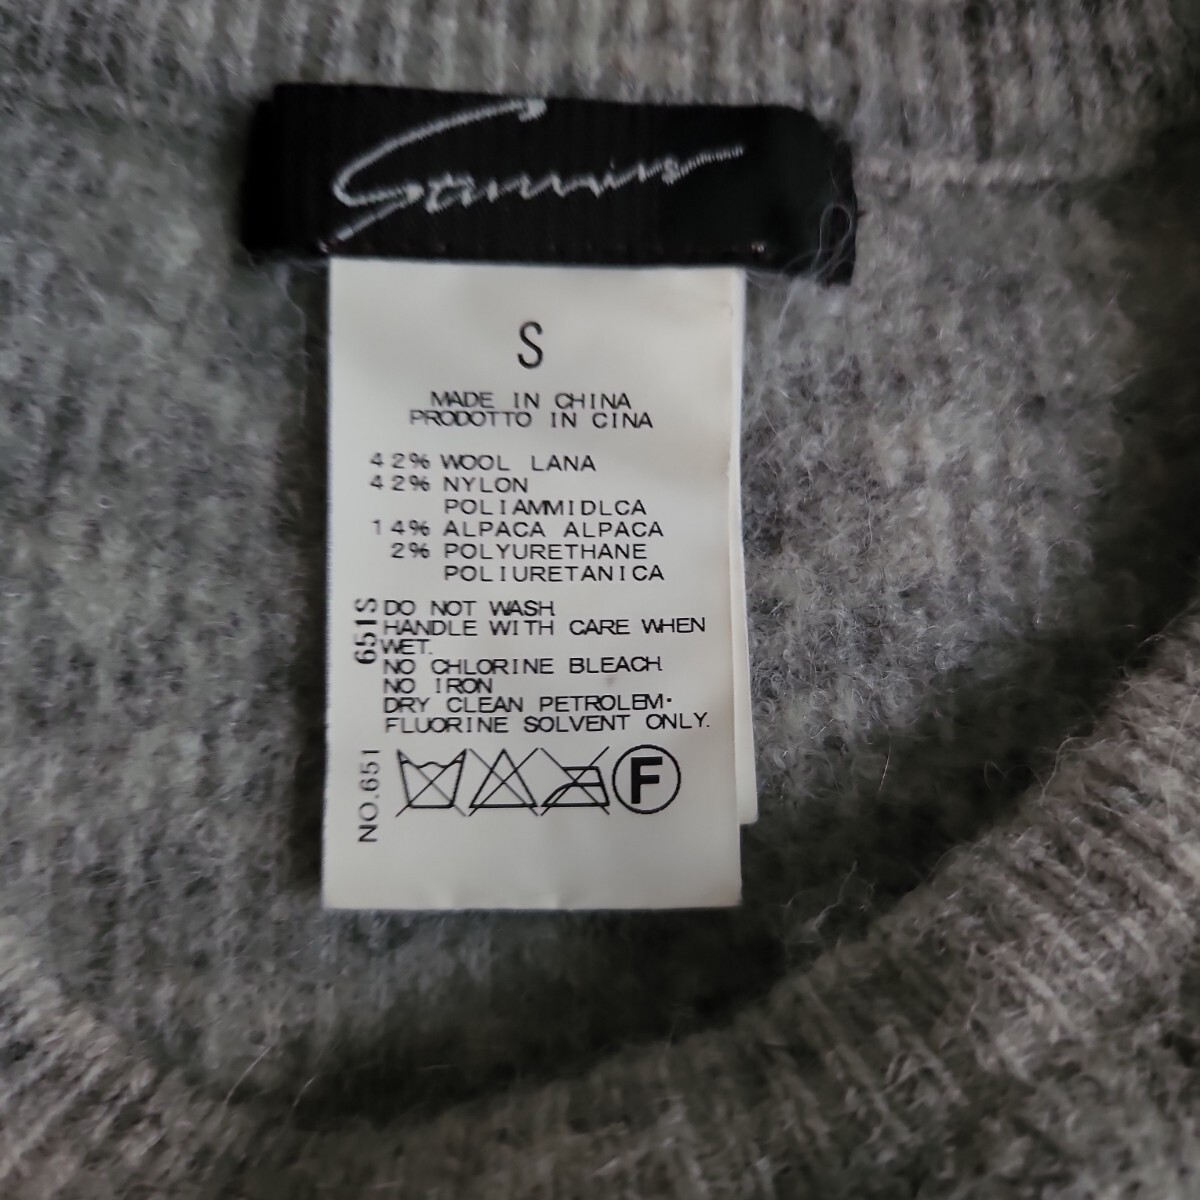 S
MADE IN CHINA
PRODOTTO IN CINA
42% WOOL LANA
42% NYLON
POLIAMMIDLCA
14% ALPACA ALPACA
2% POLYURETHANE
POLIURETANICA
DO NOT WASH
HANDLE WITH CARE WHEN
WET.
NO CHLORINE BLEACH
NO IRON
DRY CLEAN PETROLEM·
FLUORINE SOLVENT ONLY.
F
NO.651 651S